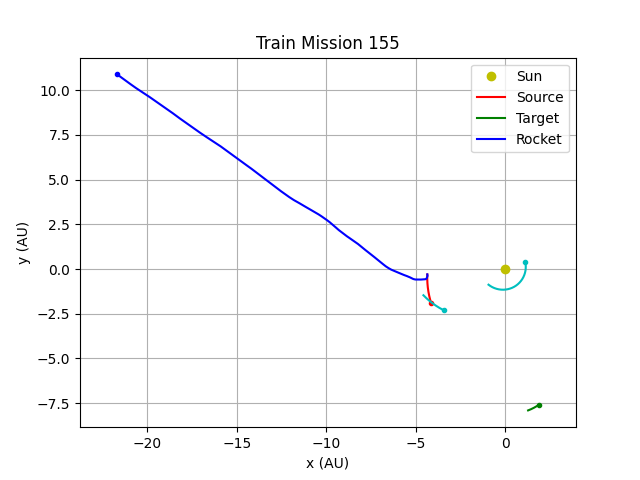 Train Mission 155
Sun
Source
Target
Rocket
y (AU)
10.0
7.5
5.0
2.5
0.0
−2.5
−5.0
−7.5
−20
−15
−10
−5
0
x (AU)